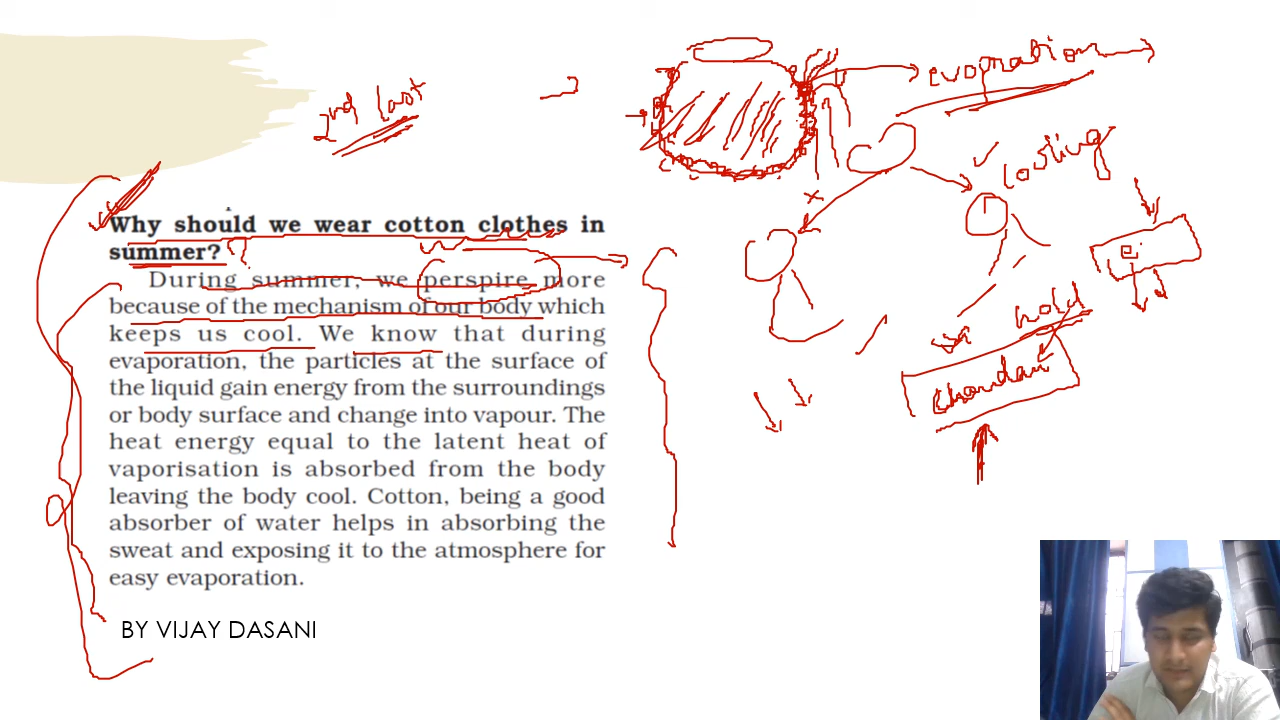 2nd last
evopration
costing
hold
Chandan
Why should we wear cotton clothes in
summer?
During summer, we perspire more
because of the mechanism of our body which
keeps us cool. We know that during
evaporation, the particles at the surface of
the liquid gain energy from the surroundings
or body surface and change into vapour. The
heat energy equal to the latent heat of
vaporisation is absorbed from the body
leaving the body cool. Cotton, being a good
absorber of water helps in absorbing the
sweat and exposing it to the atmosphere for
easy evaporation.
BY VIJAY DASANI